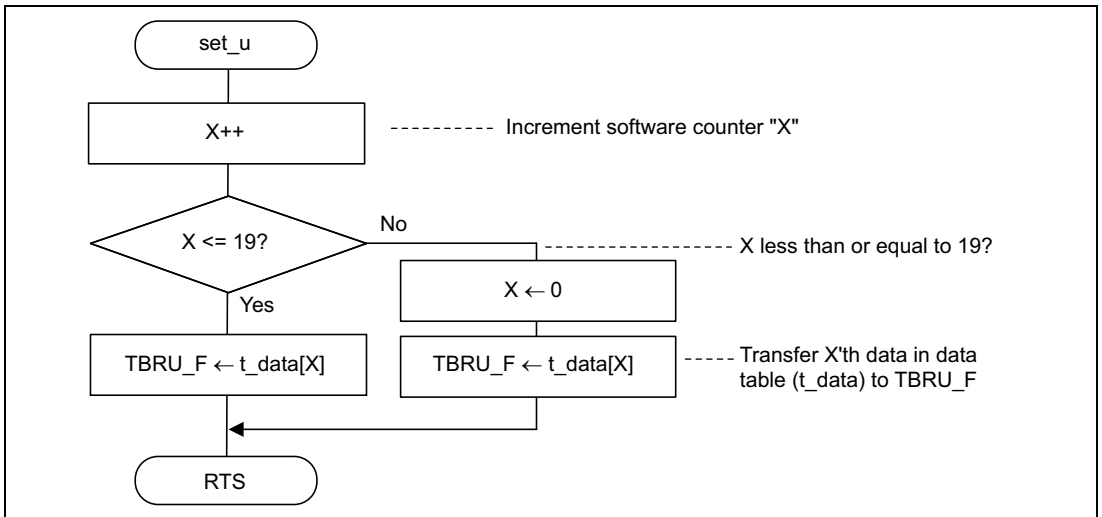 set_u
X++
Increment software counter "X"
X <= 19?
No
X less than or equal to 19?
X ← 0
Yes
TBRU_F ← t_data[X]
TBRU_F ← t_data[X]
Transfer X'th data in data
table (t_data) to TBRU_F
RTS